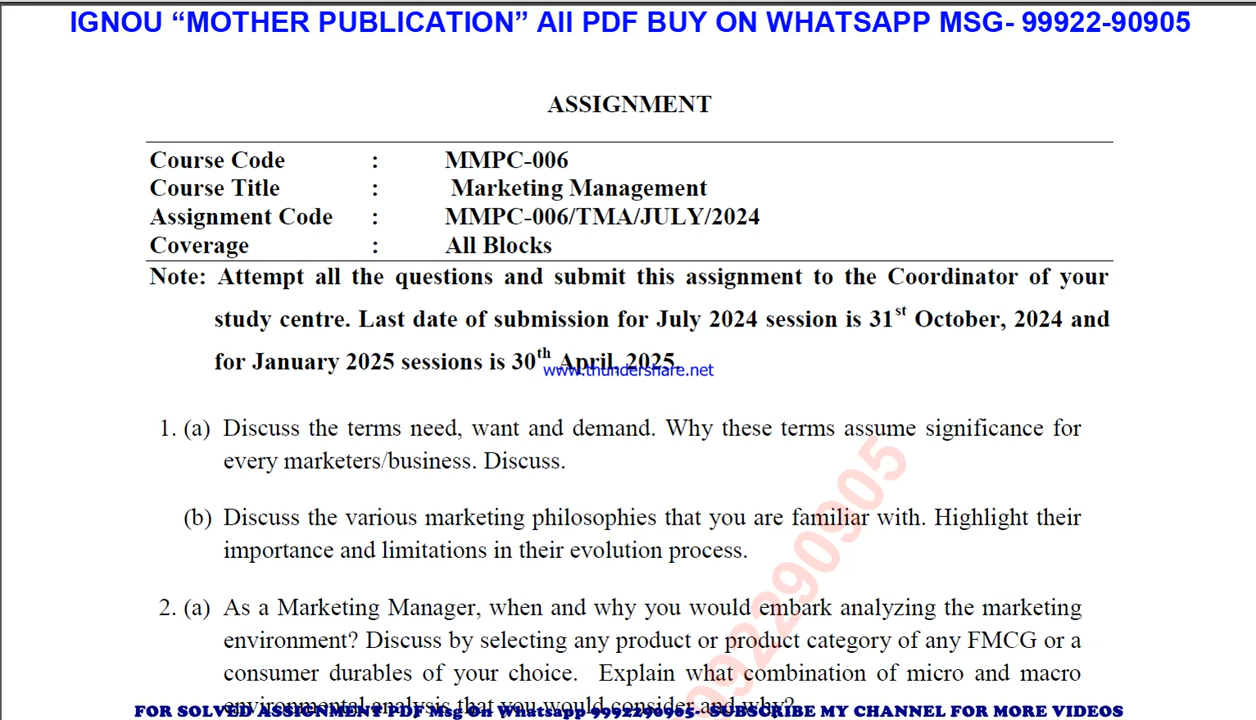 IGNOU “MOTHER PUBLICATION” All PDF BUY ON WHATSAPP MSG- 99922-90905
ASSIGNMENT
Course Code : MMPC-006
Course Title : Marketing Management
Assignment Code : MMPC-006/TMA/JULY/2024
Coverage : All Blocks
Note: Attempt all the questions and submit this assignment to the Coordinator of your
study centre. Last date of submission for July 2024 session is 31st October, 2024 and
for January 2025 sessions is 30th April, 2025.
www.thundershare.net
1. (a) Discuss the terms need, want and demand. Why these terms assume significance for
every marketers/business. Discuss.
(b) Discuss the various marketing philosophies that you are familiar with. Highlight their
importance and limitations in their evolution process.
2. (a) As a Marketing Manager, when and why you would embark analyzing the marketing
environment? Discuss by selecting any product or product category of any FMCG or a
consumer durables of your choice. Explain what combination of micro and macro
environmental analysis that you would consider and why?
FOR SOLVED ASSIGNMENT PDF Msg On Whatsapp 9992290905- SUBSCRIBE MY CHANNEL FOR MORE VIDEOS